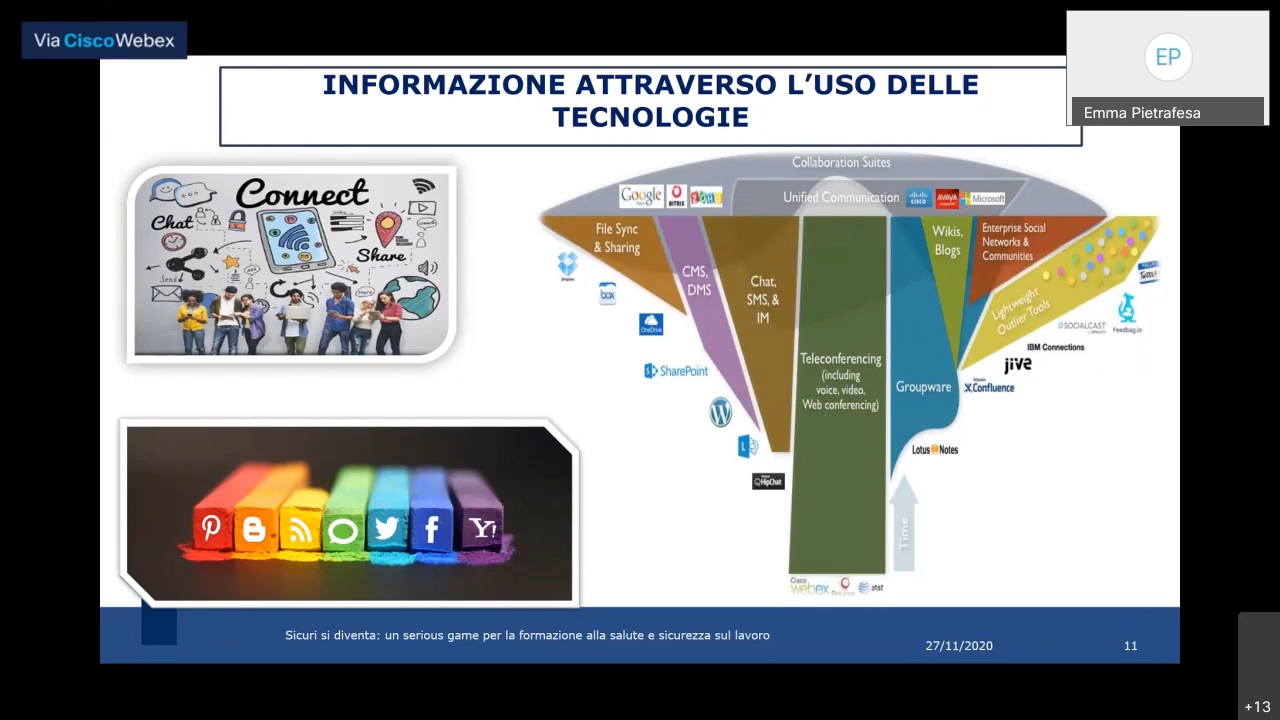 Via Cisco Webex
EP
Emma Pietrafesa
INFORMAZIONE ATTRAVERSO L’USO DELLE
TECNOLOGIE
Connect
Chat
Share
Send
Collaboration Suites
Google
BITRIX
ZOHO
Unified Communication
CISCO
AVAYA
Microsoft
File Sync
& Sharing
CMS,
DMS
Chat,
SMS, &
IM
Teleconferencing
(including
voice, video,
Web conferencing)
Groupware
Wikis,
Blogs
Enterprise Social
Networks &
Communities
Lightweight
Outlier Tools
box
OneDrive
SharePoint
HipChat
SOCIALCAST
Feedbag.io
IBM Connections
jive
Confluence
Lotus Notes
Time
Cisco
webex
at&t
Y!
Sicuri si diventa: un serious game per la formazione alla salute e sicurezza sul lavoro
27/11/2020
11
+13